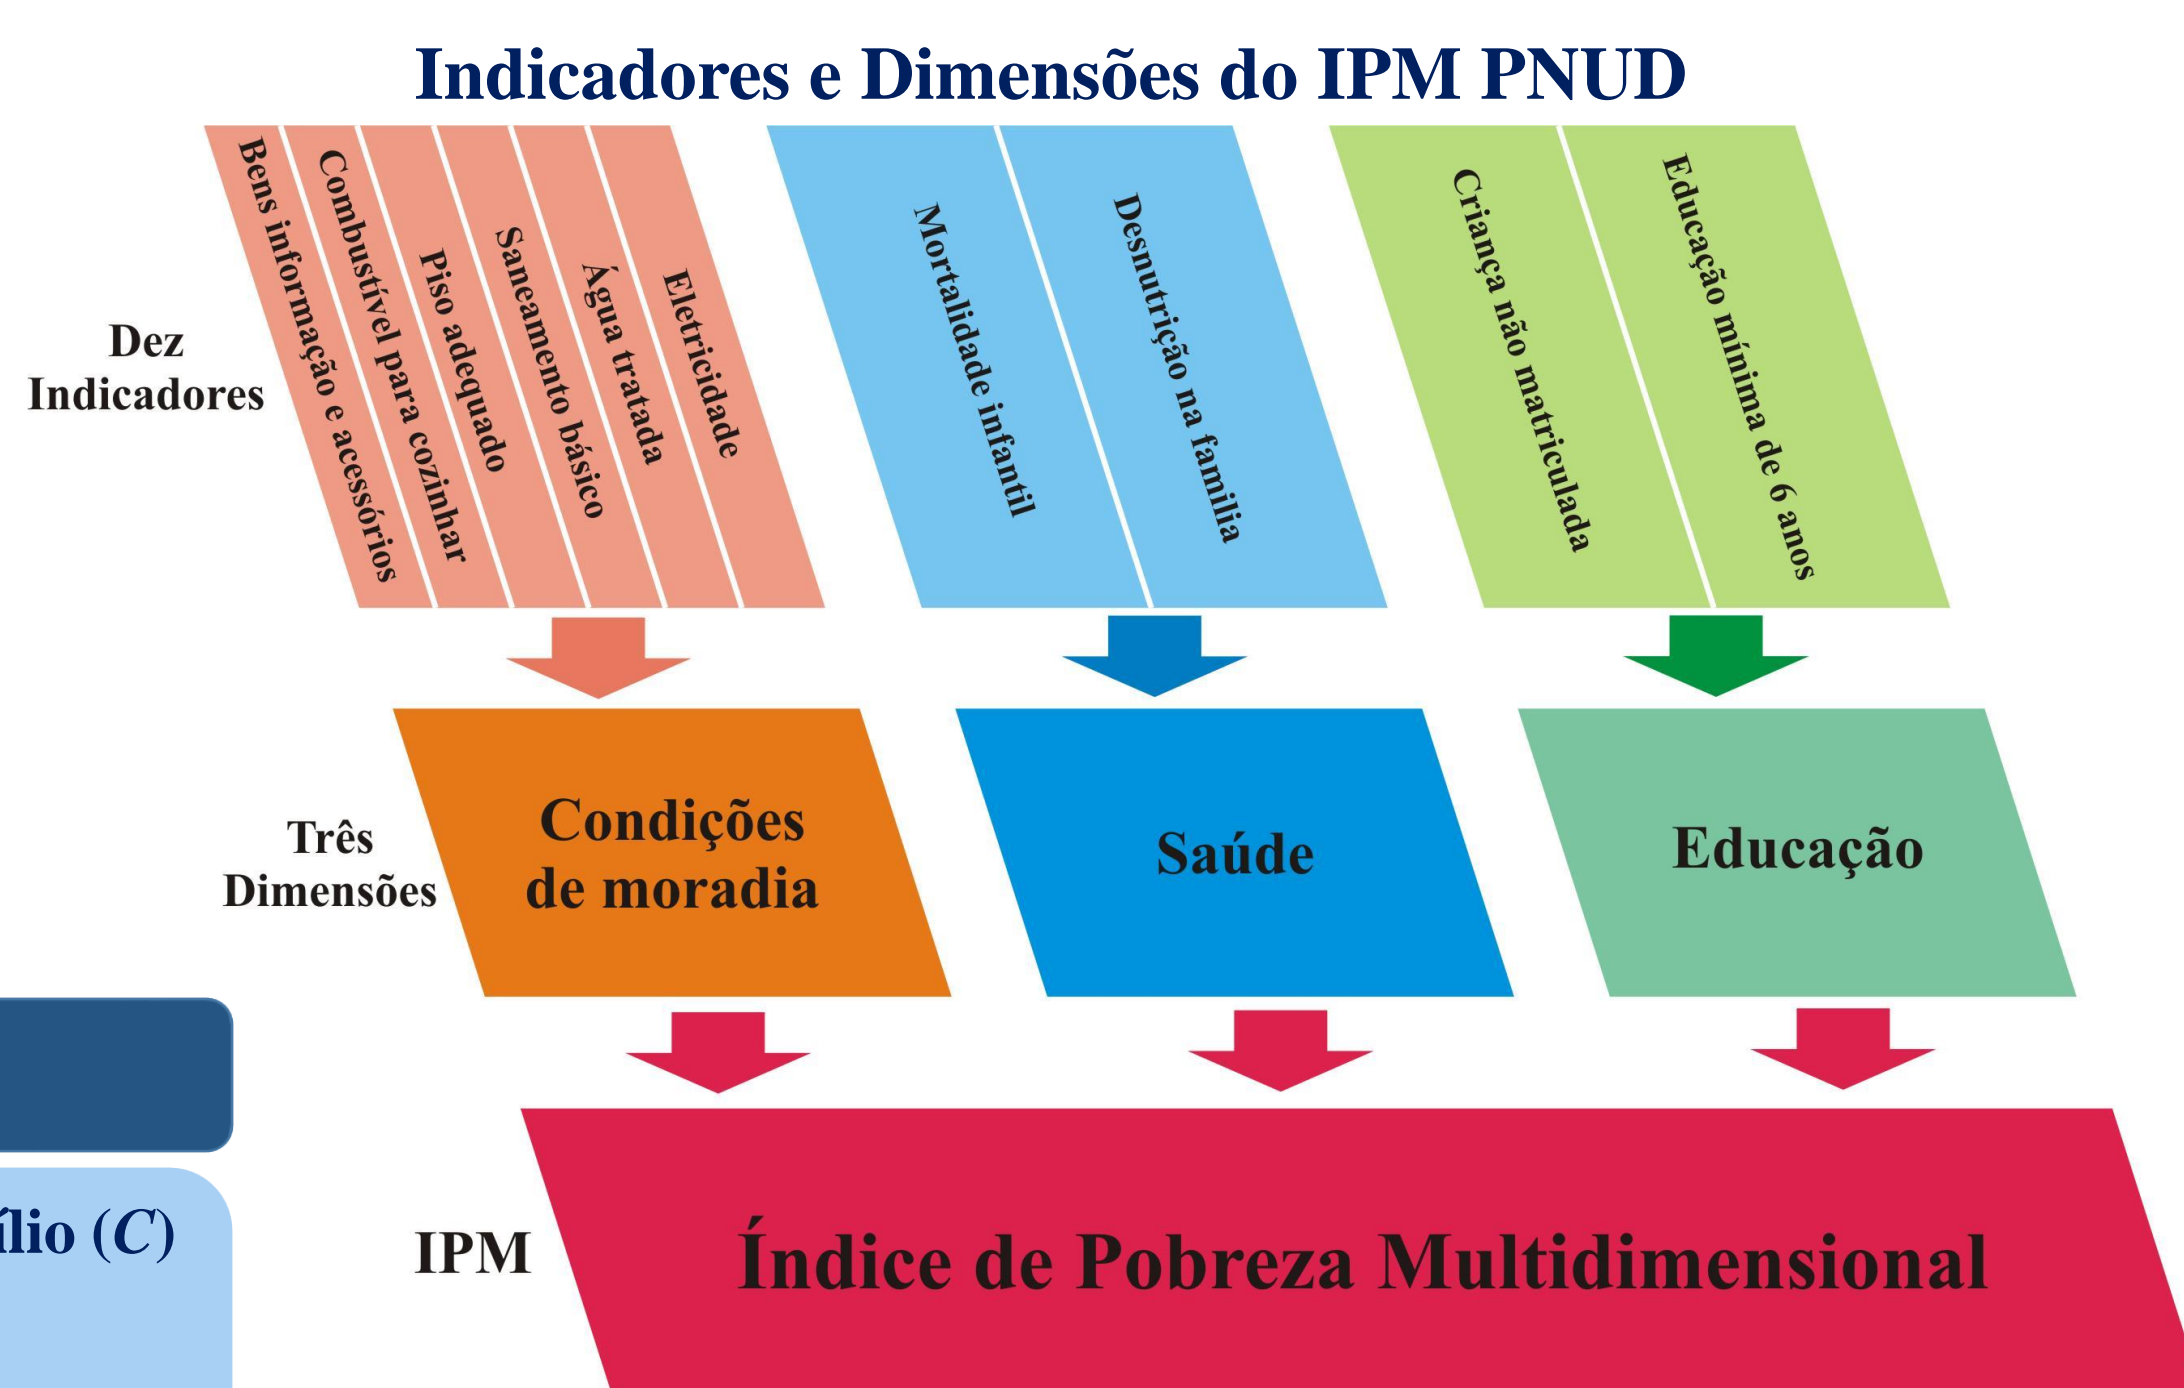 Indicadores e Dimensões do IPM PNUD
Dez
Indicadores
Bens informação e acessórios
Combustível para cozinhar
Piso adequado
Saneamento básico
Água tratada
Eletricidade
Mortalidade infantil
Desnutrição na familia
Criança não matriculada
Educação mínima de 6 anos
Três
Dimensões
Condições
de moradia
Saúde
Educação
IPM
Índice de Pobreza Multidimensional
(C)